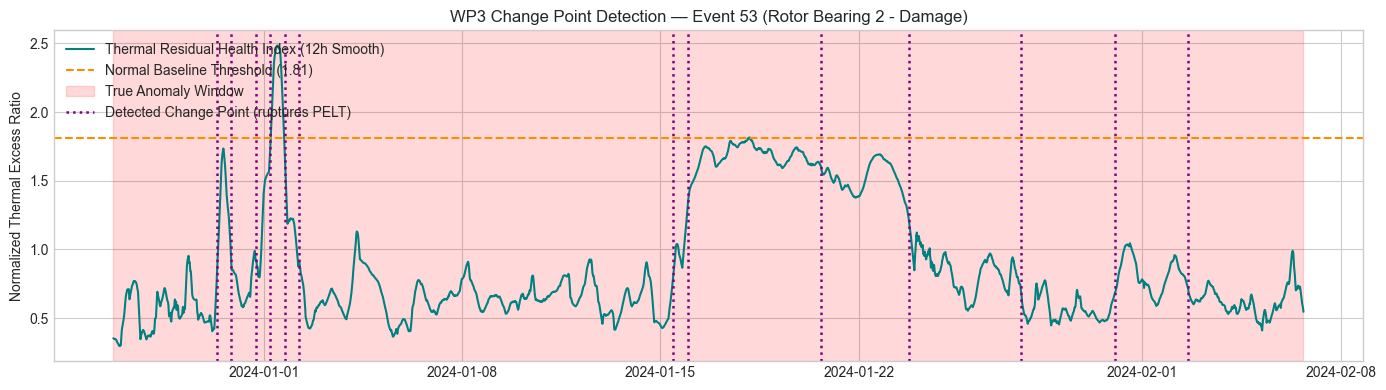 WP3 Change Point Detection — Event 53 (Rotor Bearing 2 - Damage)
Normalized Thermal Excess Ratio
2.5
2.0
1.5
1.0
0.5
Thermal Residual Health Index (12h Smooth)
Normal Baseline Threshold (1.81)
True Anomaly Window
Detected Change Point (ruptures PELT)
2024-01-01
2024-01-08
2024-01-15
2024-01-22
2024-02-01
2024-02-08